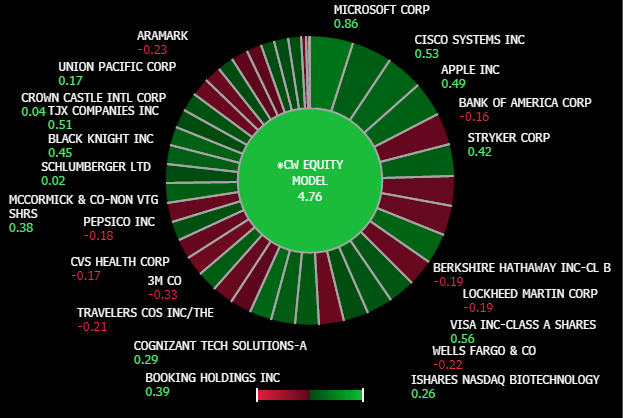 MICROSOFT CORP
0.86
CISCO SYSTEMS INC
0.53
APPLE INC
0.49
BANK OF AMERICA CORP
-0.16
STRYKER CORP
0.42
BERKSHIRE HATHAWAY INC-CL B
-0.19
LOCKHEED MARTIN CORP
-0.19
VISA INC-CLASS A SHARES
0.56
WELLS FARGO & CO
-0.22
ISHARES NASDAQ BIOTECHNOLOGY
0.26
BOOKING HOLDINGS INC
0.39
COGNIZANT TECH SOLUTIONS-A
0.29
TRAVELERS COS INC/THE
-0.21
3M CO
-0.33
CVS HEALTH CORP
-0.17
PEPSICO INC
-0.18
MCCORMICK & CO-NON VTG
SHRS
0.38
SCHLUMBERGER LTD
0.02
BLACK KNIGHT INC
0.45
TJX COMPANIES INC
0.51
CROWN CASTLE INTL CORP
0.04
UNION PACIFIC CORP
0.17
ARAMARK
-0.23
*CW EQUITY
MODEL
4.76